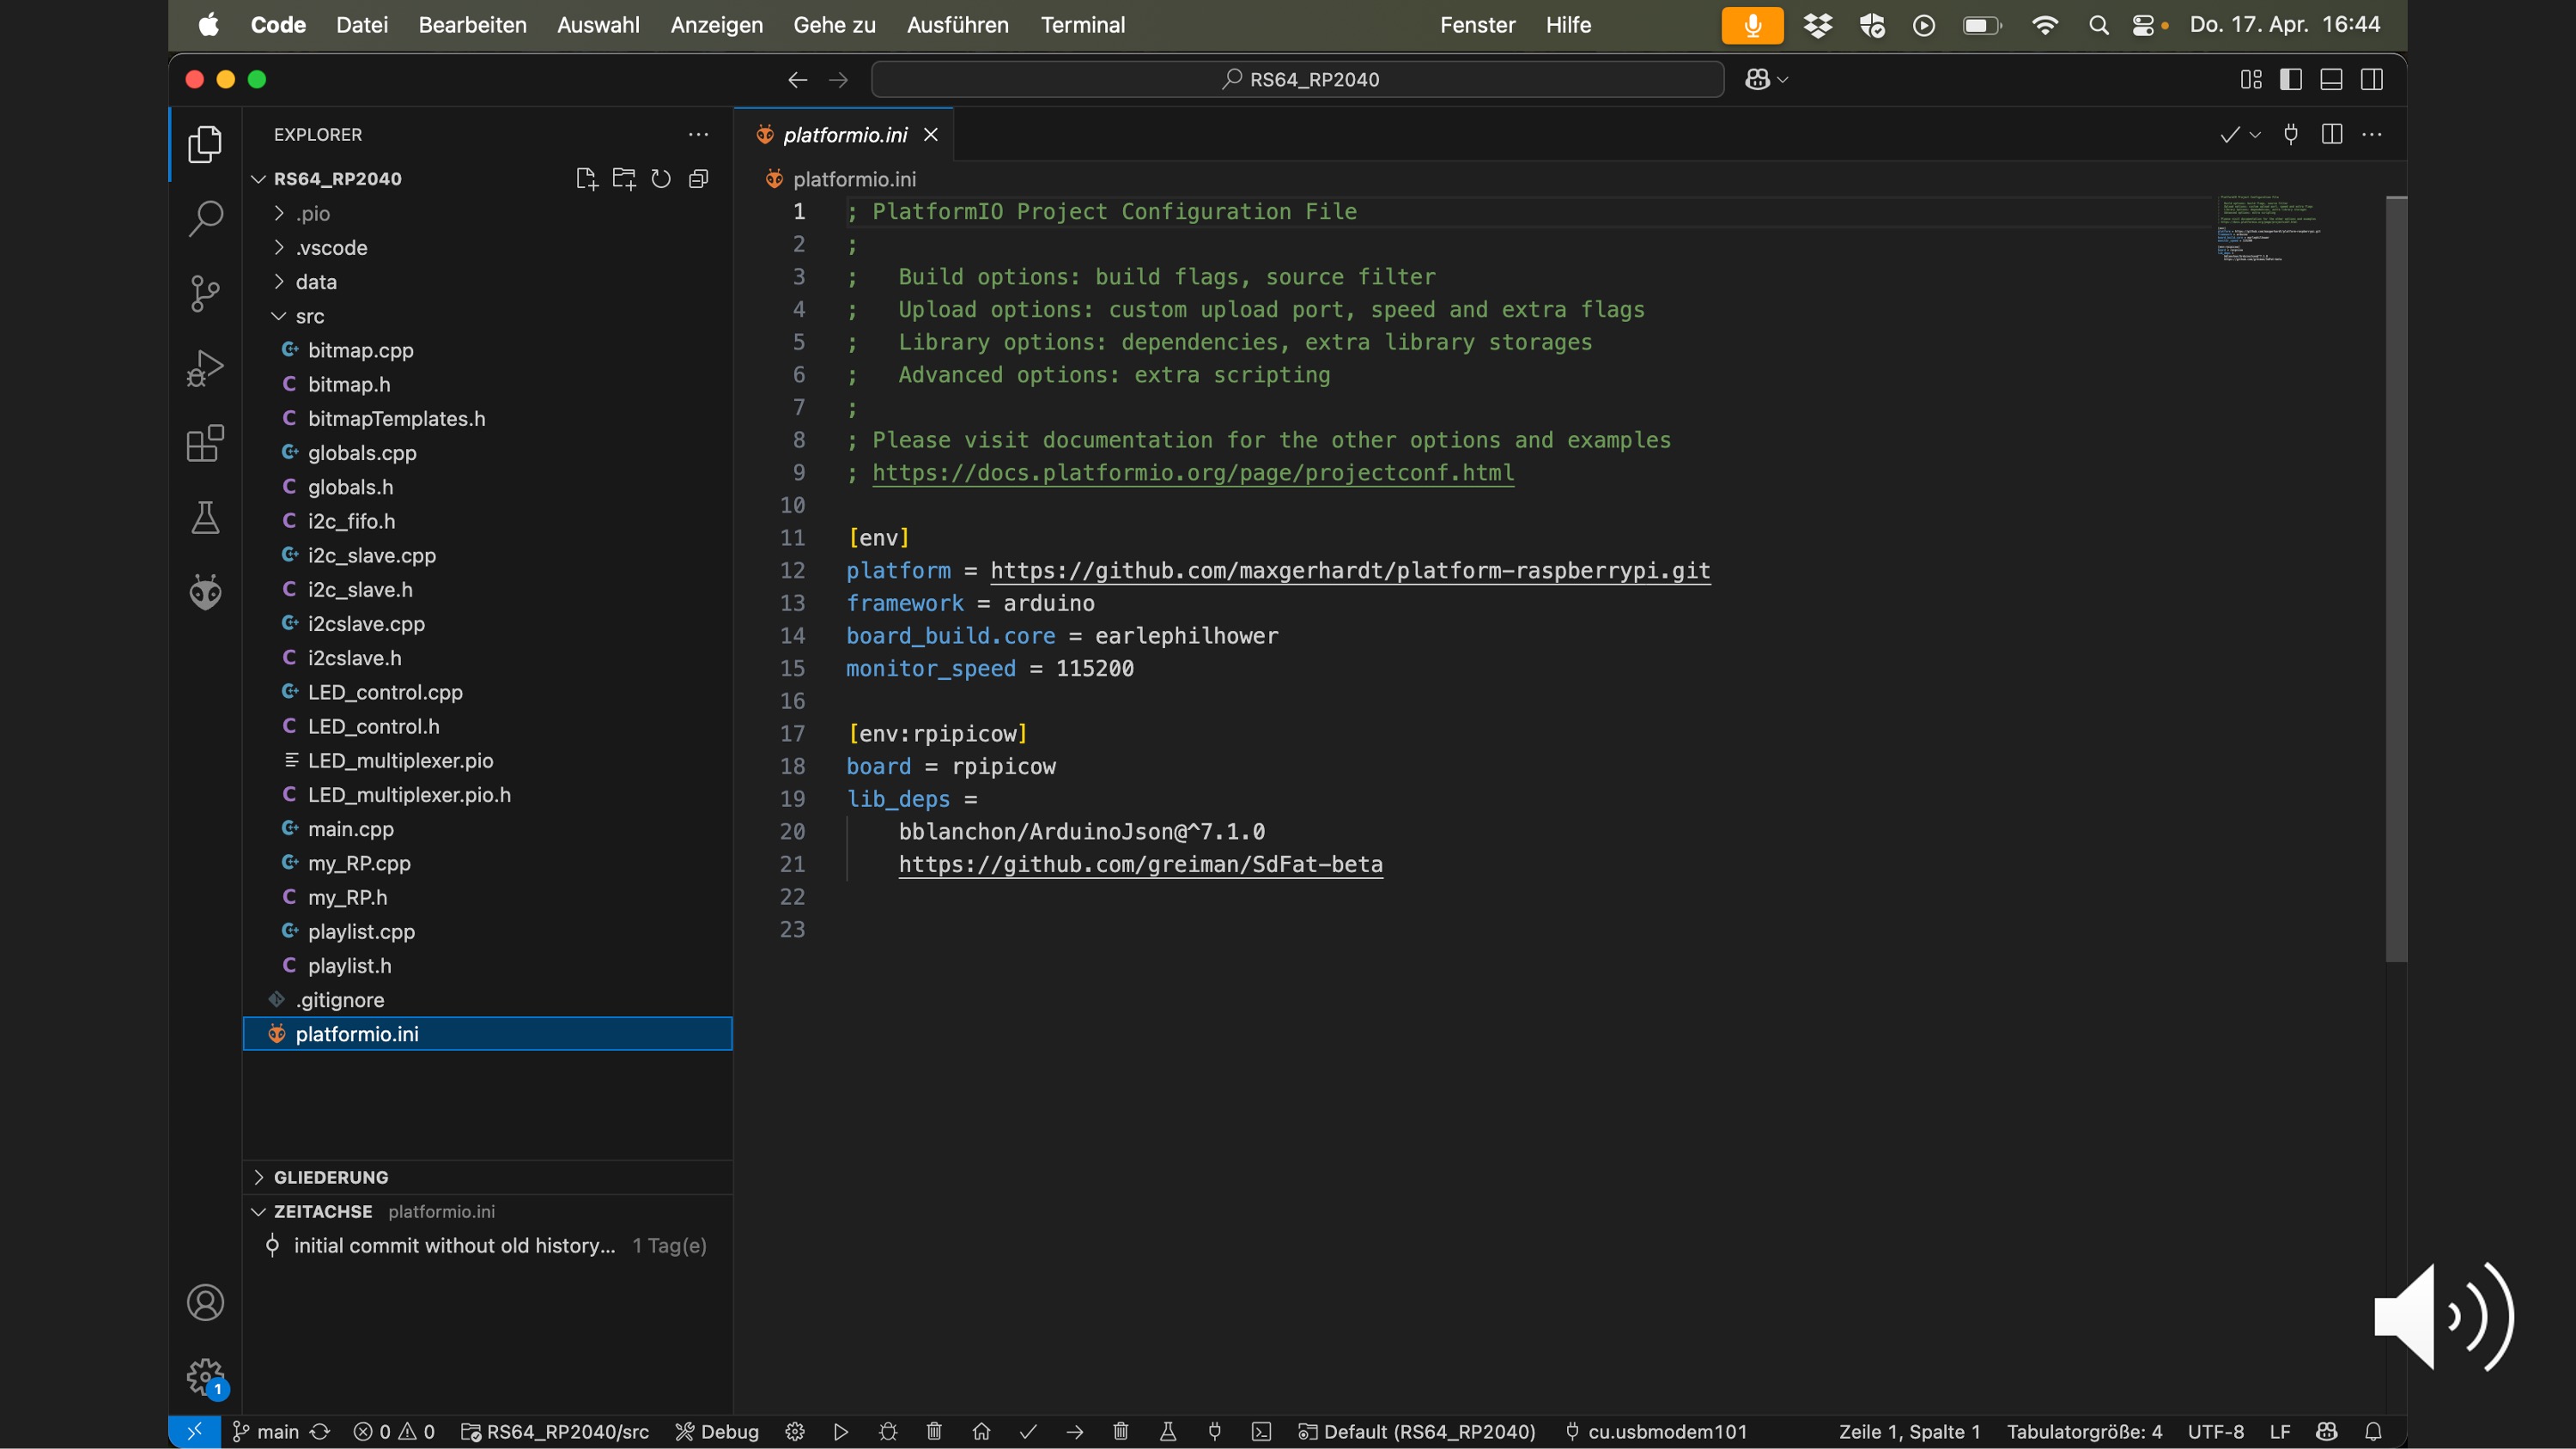 Code Datei Bearbeiten Auswahl Anzeigen Gehe zu Ausführen Terminal Fenster Hilfe Do. 17. Apr. 16:44
RS64_RP2040
EXPLORER
platformio.ini
RS64_RP2040
platformio.ini
.pio
.vscode
data
src
bitmap.cpp
bitmap.h
bitmapTemplates.h
globals.cpp
globals.h
i2c_fifo.h
i2c_slave.cpp
i2c_slave.h
i2cslave.cpp
i2cslave.h
LED_control.cpp
LED_control.h
LED_multiplexer.pio
LED_multiplexer.pio.h
main.cpp
my_RP.cpp
my_RP.h
playlist.cpp
playlist.h
.gitignore
platformio.ini
GLIEDERUNG
ZEITACHSE platformio.ini
initial commit without old history... 1 Tag(e)
1 ; PlatformIO Project Configuration File
2 ;
3 ;   Build options: build flags, source filter
4 ;   Upload options: custom upload port, speed and extra flags
5 ;   Library options: dependencies, extra library storages
6 ;   Advanced options: extra scripting
7 ;
8 ; Please visit documentation for the other options and examples
9 ; https://docs.platformio.org/page/projectconf.html
10
11 [env]
12 platform = https://github.com/maxgerhardt/platform-raspberrypi.git
13 framework = arduino
14 board_build.core = earlephilhower
15 monitor_speed = 115200
16
17 [env:rpipicow]
18 board = rpipicow
19 lib_deps =
20     bblanchon/ArduinoJson@^7.1.0
21     https://github.com/greiman/SdFat-beta
22
23
1
main 0 0 RS64_RP2040/src Debug Default (RS64_RP2040) cu.usbmodem101 Zeile 1, Spalte 1 Tabulatorgröße: 4 UTF-8 LF